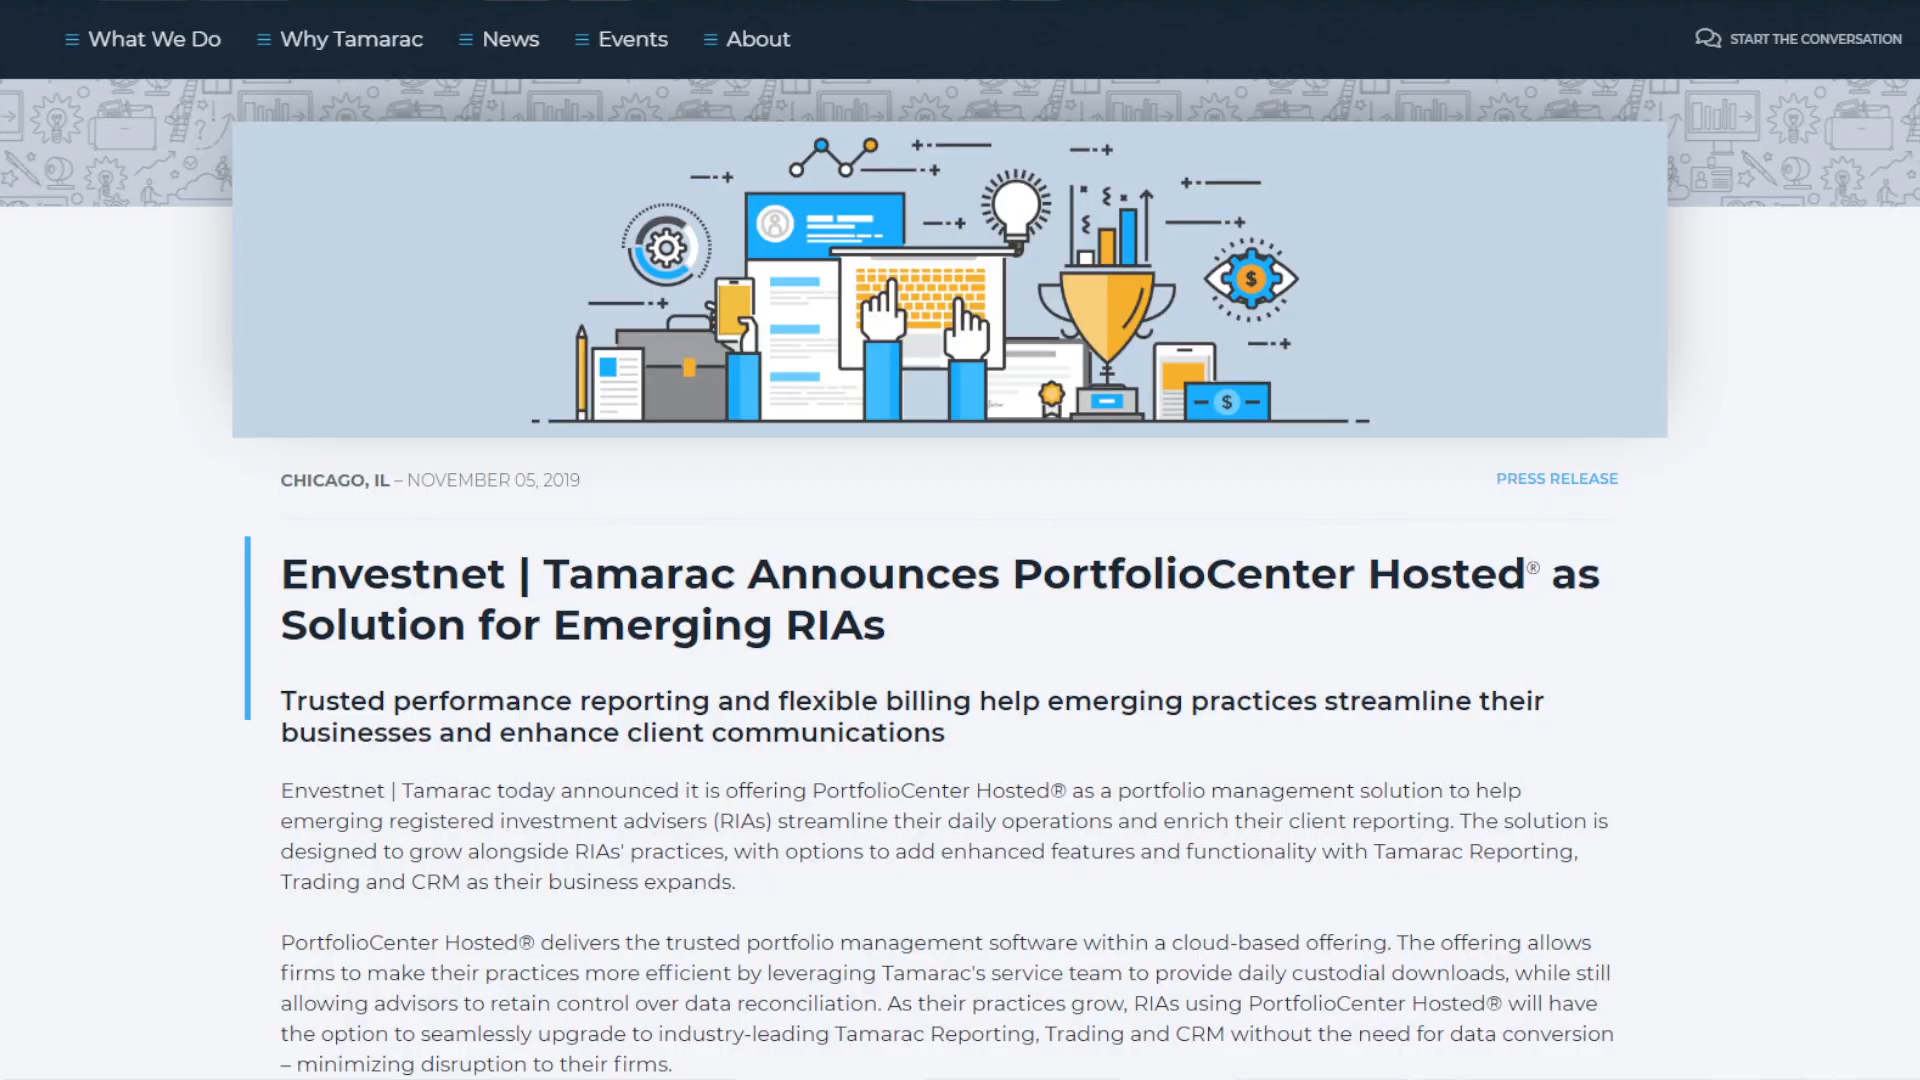 What We Do
Why Tamarac
News
Events
About
START THE CONVERSATION
$
$
CHICAGO, IL – NOVEMBER 05, 2019
PRESS RELEASE
Envestnet | Tamarac Announces PortfolioCenter Hosted® as
Solution for Emerging RIAs
Trusted performance reporting and flexible billing help emerging practices streamline their
businesses and enhance client communications
Envestnet | Tamarac today announced it is offering PortfolioCenter Hosted® as a portfolio management solution to help
emerging registered investment advisers (RIAs) streamline their daily operations and enrich their client reporting. The solution is
designed to grow alongside RIAs' practices, with options to add enhanced features and functionality with Tamarac Reporting,
Trading and CRM as their business expands.
PortfolioCenter Hosted® delivers the trusted portfolio management software within a cloud-based offering. The offering allows
firms to make their practices more efficient by leveraging Tamarac's service team to provide daily custodial downloads, while still
allowing advisors to retain control over data reconciliation. As their practices grow, RIAs using PortfolioCenter Hosted® will have
the option to seamlessly upgrade to industry-leading Tamarac Reporting, Trading and CRM without the need for data conversion
– minimizing disruption to their firms.